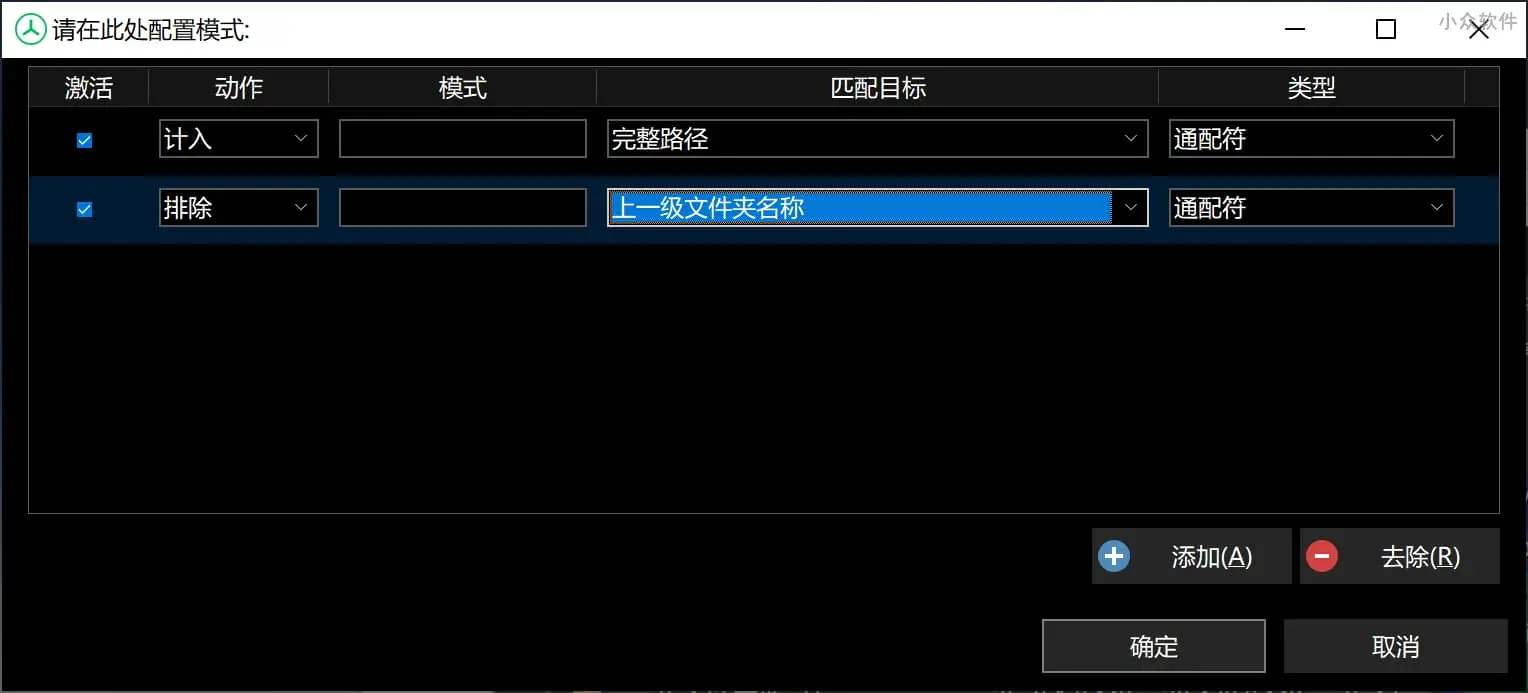 请在此处配置模式:
小众软件
激活 动作 模式 匹配目标 类型
计入 完整路径 通配符
排除 上一级文件夹名称 通配符
添加(A) 去除(R)
确定 取消